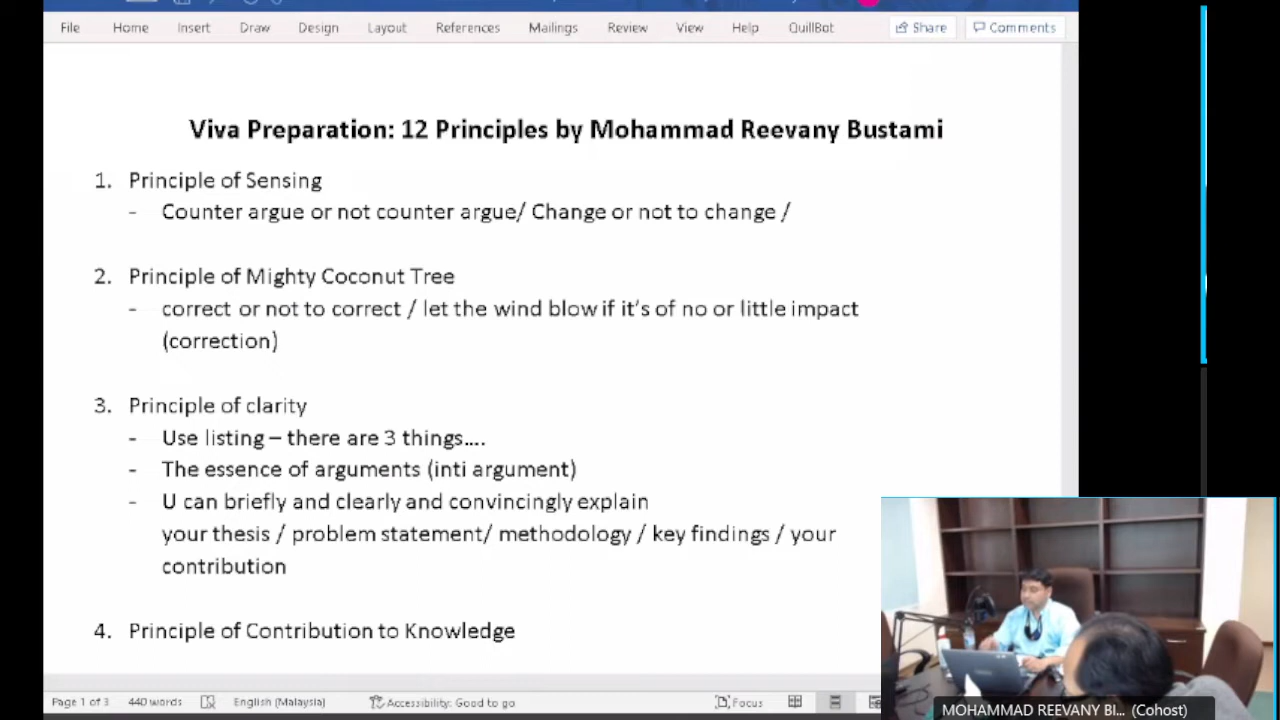 File Home Insert Draw Design Layout References Mailings Review View Help QuillBot Share Comments
Viva Preparation: 12 Principles by Mohammad Reevany Bustami
1. Principle of Sensing
- Counter argue or not counter argue/ Change or not to change /
2. Principle of Mighty Coconut Tree
- correct or not to correct / let the wind blow if it's of no or little impact
(correction)
3. Principle of clarity
- Use listing – there are 3 things....
- The essence of arguments (inti argument)
- U can briefly and clearly and convincingly explain
your thesis / problem statement/ methodology / key findings / your
contribution
4. Principle of Contribution to Knowledge
Page 1 of 3 440 words English (Malaysia) Accessibility: Good to go Focus
MOHAMMAD REEVANY BI... (Cohost)